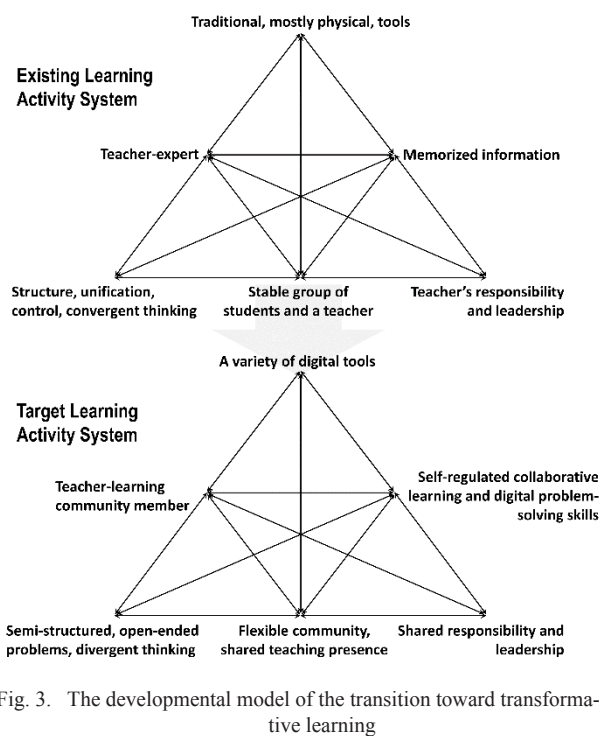 Traditional, mostly physical, tools
Existing Learning
Activity System
Teacher-expert
Memorized information
Structure, unification,
control, convergent thinking
Stable group of
students and a teacher
Teacher's responsibility
and leadership
A variety of digital tools
Target Learning
Activity System
Teacher-learning
community member
Self-regulated collaborative
learning and digital problem-
solving skills
Semi-structured, open-ended
problems, divergent thinking
Flexible community,
shared teaching presence
Shared responsibility and
leadership
Fig. 3. The developmental model of the transition toward transforma-
tive learning